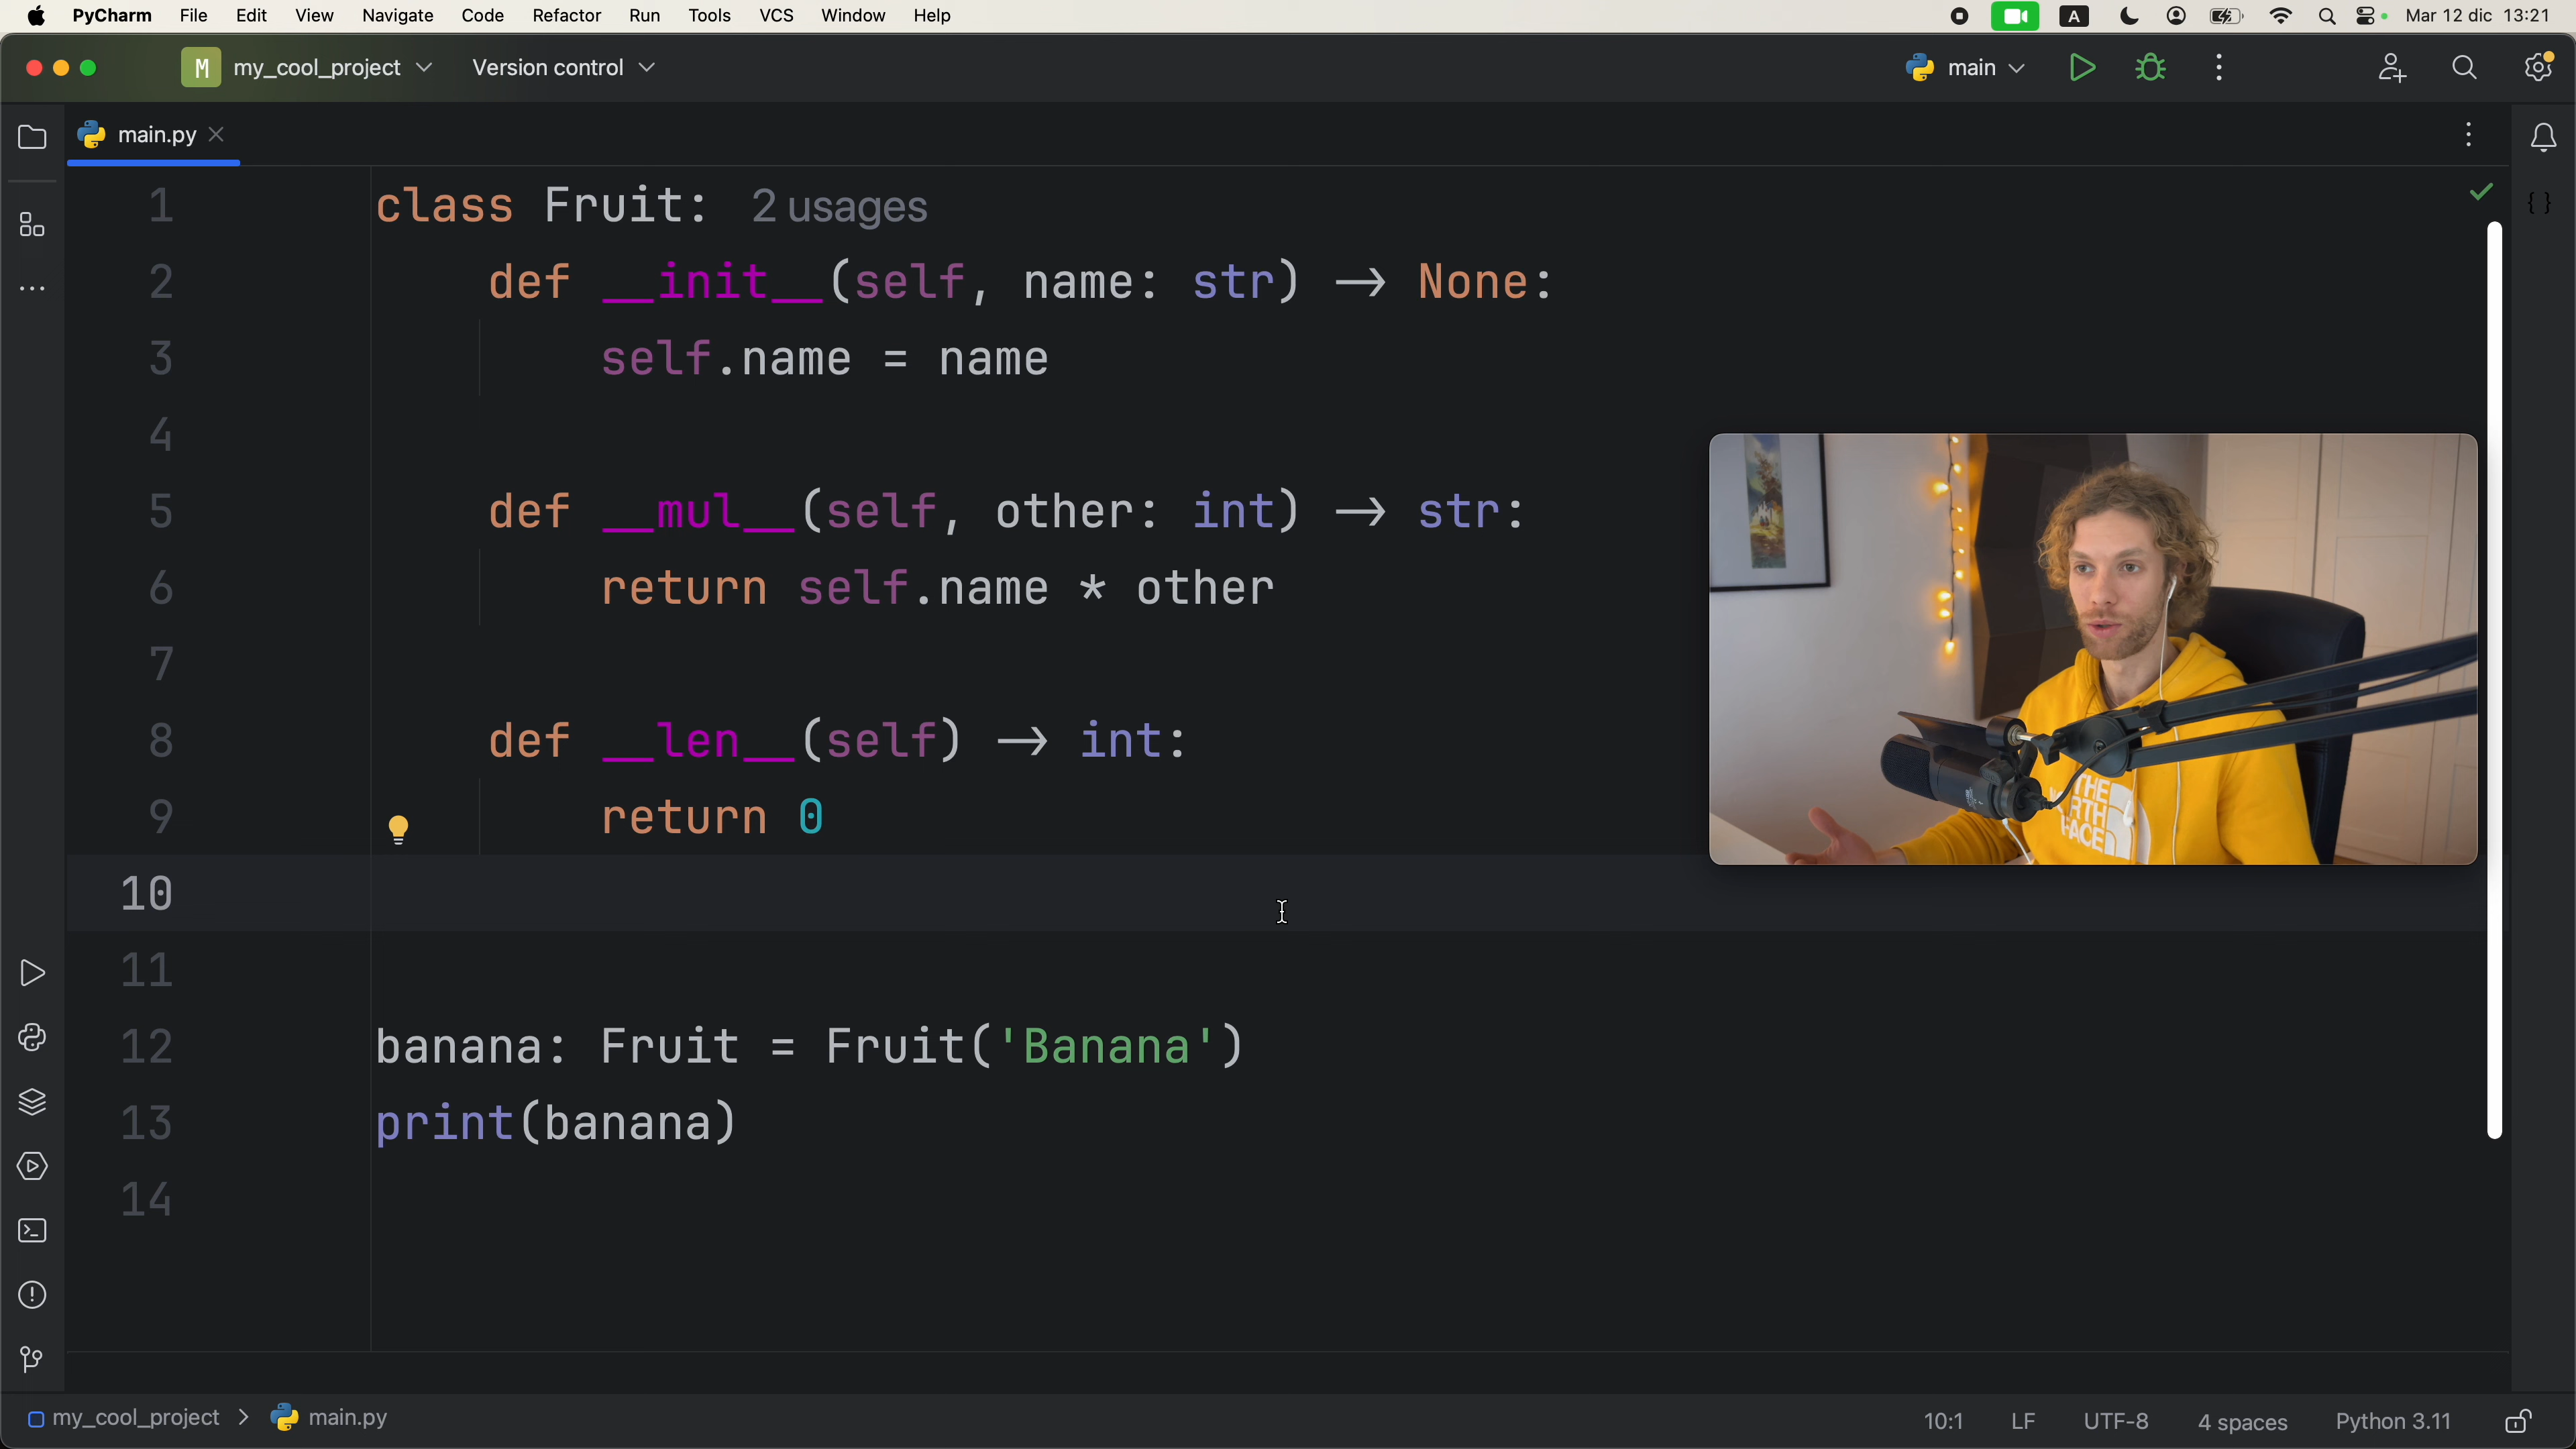 PyCharm File Edit View Navigate Code Refactor Run Tools VCS Window Help A Mar 12 dic 13:21
M my_cool_project Version control main
main.py
1 class Fruit: 2 usages
2 def __init__(self, name: str) -> None:
3 self.name = name
4
5 def __mul__(self, other: int) -> str:
6 return self.name * other
7
8 def __len__(self) -> int:
9 return 0
10
11
12 banana: Fruit = Fruit('Banana')
13 print(banana)
14
THE
NORTH
FACE
my_cool_project > main.py 10:1 LF UTF-8 4 spaces Python 3.11